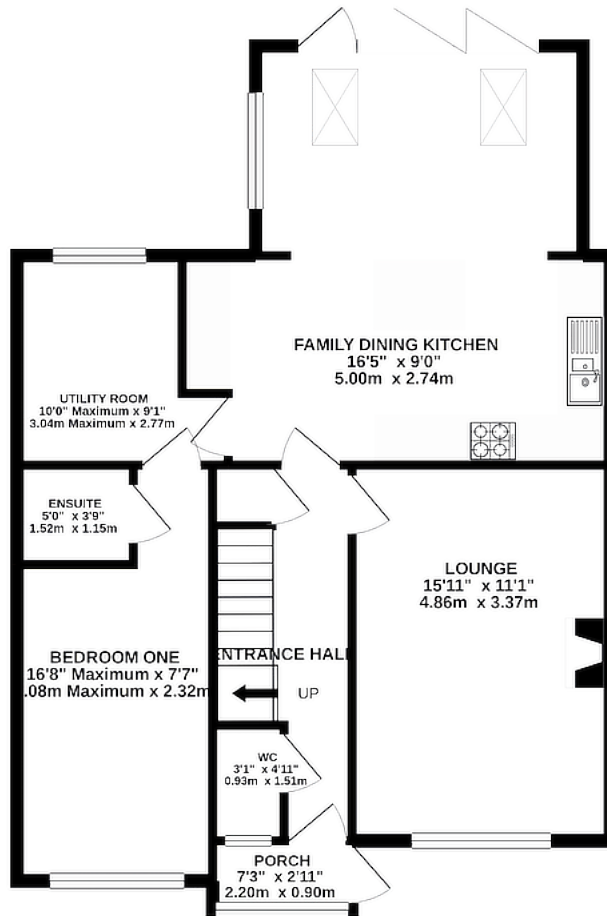 FAMILY DINING KITCHEN
16'5" x 9'0"
5.00m x 2.74m
UTILITY ROOM
10'0" Maximum x 9'1"
3.04m Maximum x 2.77m
ENSUITE
5'0" x 3'9"
1.52m x 1.15m
LOUNGE
15'11" x 11'1"
4.86m x 3.37m
BEDROOM ONE
16'8" Maximum x 7'7"
.08m Maximum x 2.32m
ENTRANCE HALL
UP
WC
3'1" x 4'11"
0.93m x 1.51m
PORCH
7'3" x 2'11"
2.20m x 0.90m